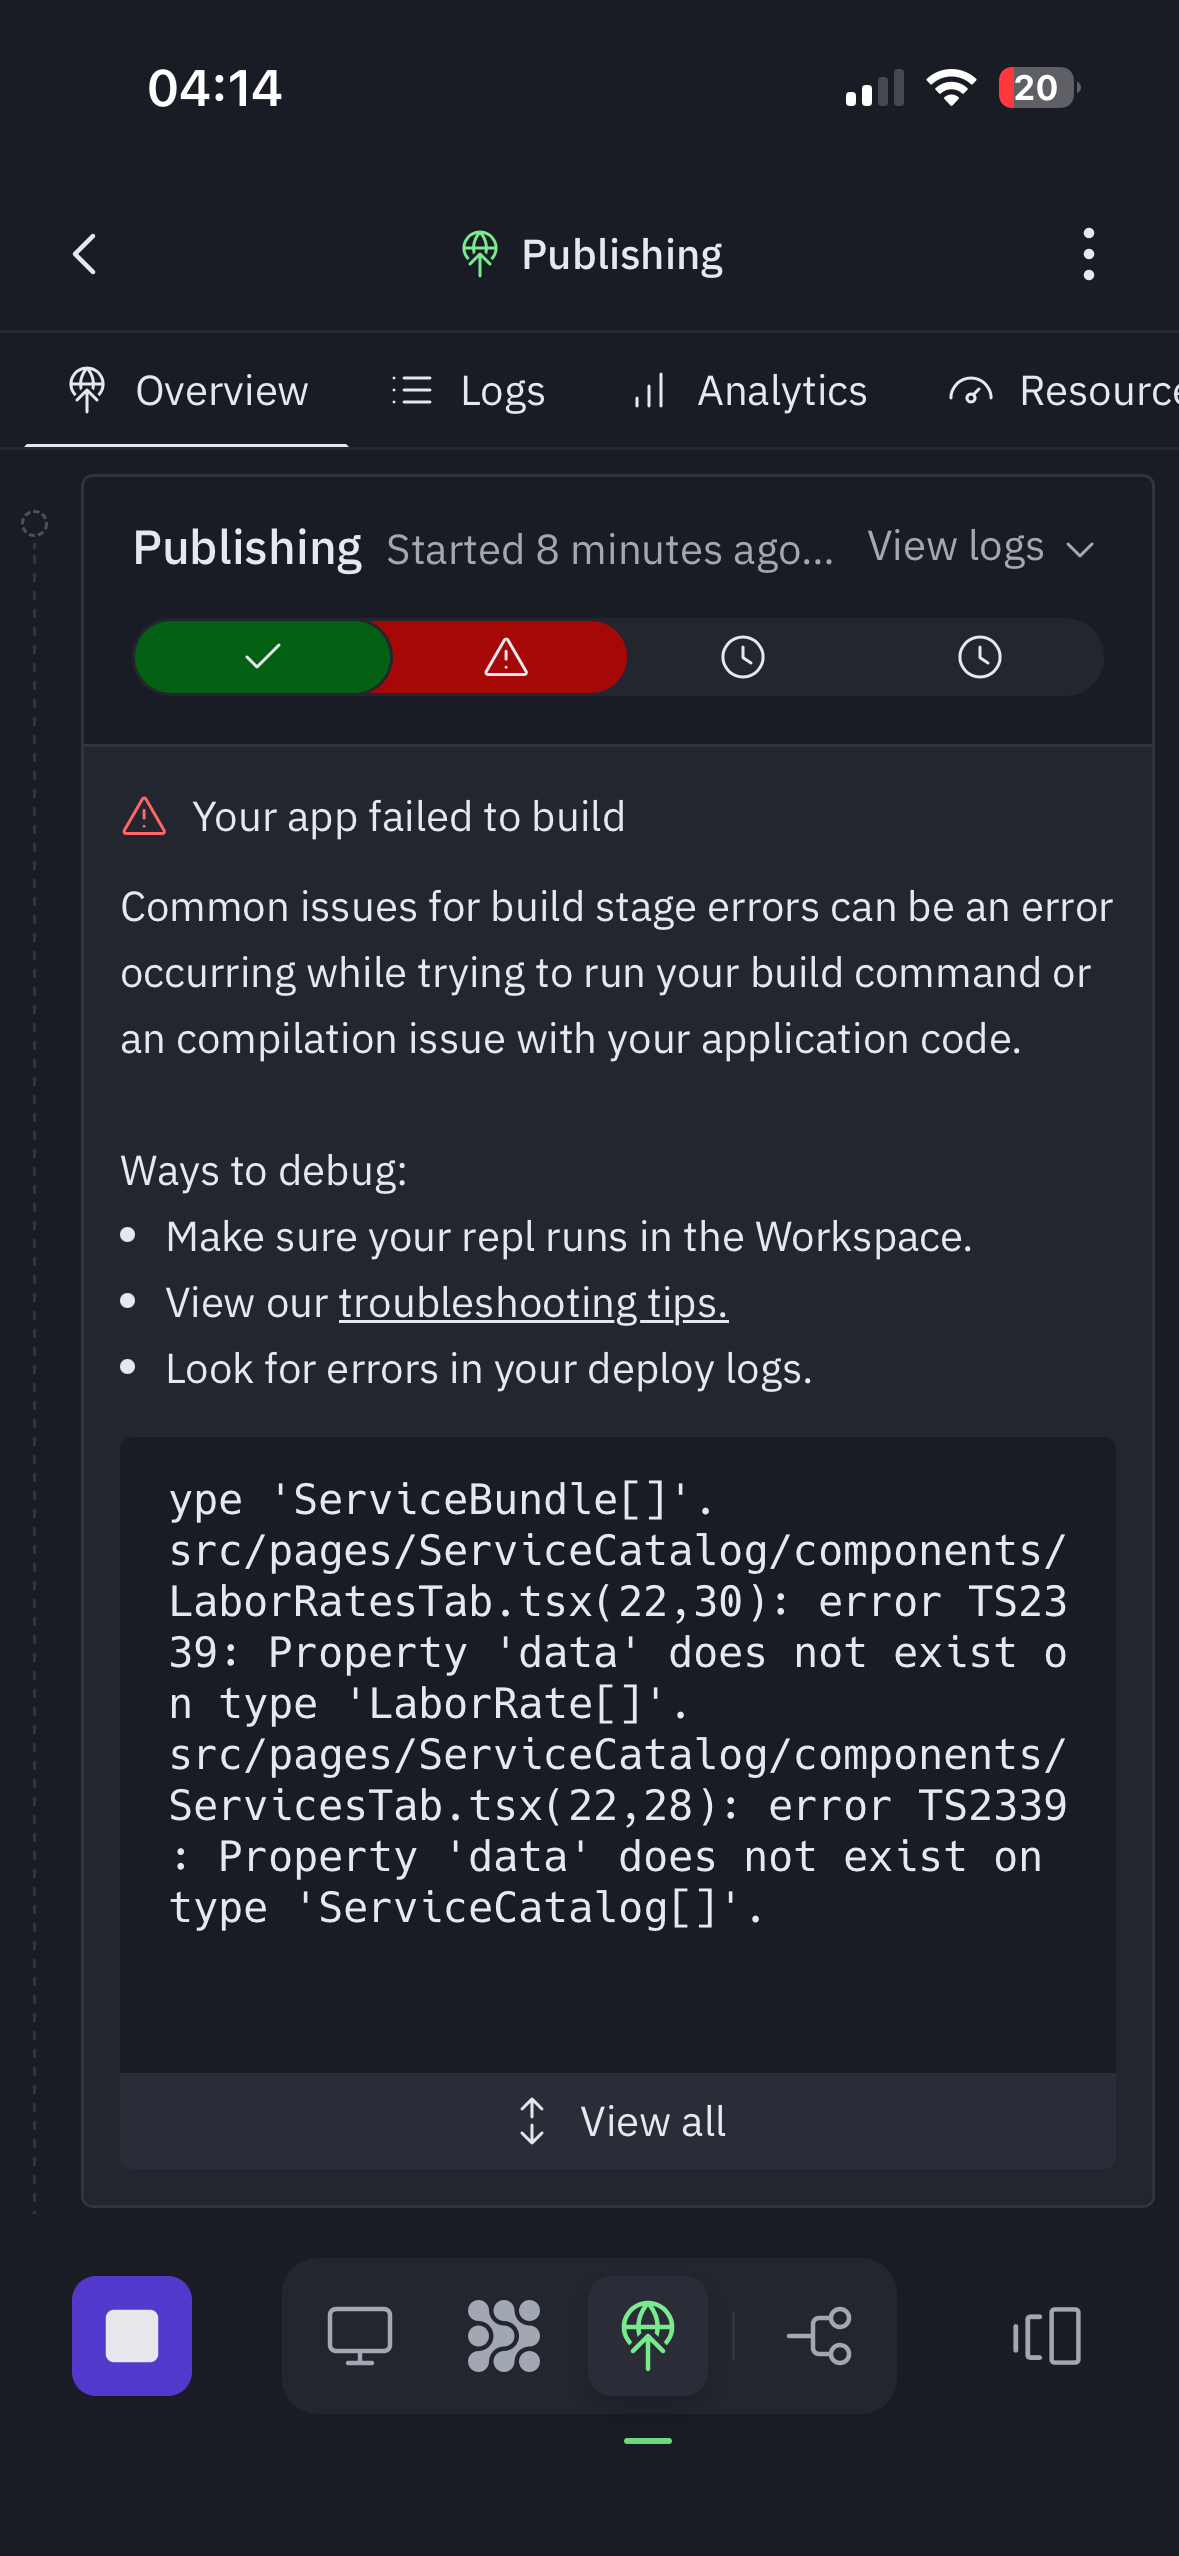 04:14
20
Publishing
Overview
Logs
Analytics
Resource
Publishing Started 8 minutes ago... View logs
Your app failed to build
Common issues for build stage errors can be an error
occurring while trying to run your build command or
an compilation issue with your application code.
Ways to debug:
• Make sure your repl runs in the Workspace.
• View our troubleshooting tips.
• Look for errors in your deploy logs.
ype 'ServiceBundle[]'.
src/pages/ServiceCatalog/components/
LaborRatesTab.tsx(22,30): error TS23
39: Property 'data' does not exist o
n type 'LaborRate[]'.
src/pages/ServiceCatalog/components/
ServicesTab.tsx(22,28): error TS2339
: Property 'data' does not exist on
type 'ServiceCatalog[]'.
View all